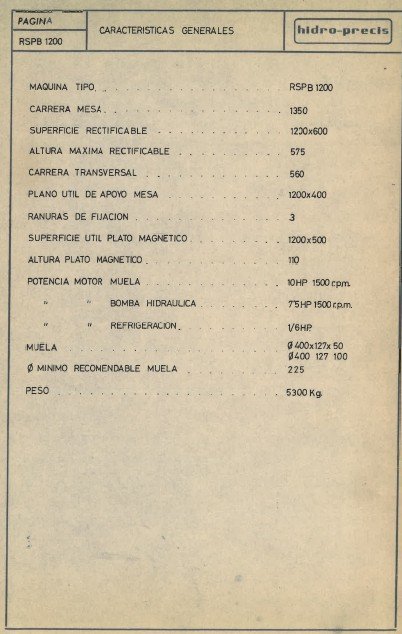 PAGINA
RSPB 1200
CARACTERISTICAS GENERALES
hidro-precis
MAQUINA TIPO. . . . . . . . . . . . . . . . RSPB 1200
CARRERA MESA. . . . . . . . . . . . . . . 1350
SUPERFICIE RECTIFICABLE . . . . . . . . . . . 1200x600
ALTURA MAXIMA RECTIFICABLE . . . . . . . . . 575
CARRERA TRANSVERSAL . . . . . . . . . . . . 560
PLANO UTIL DE APOYO MESA . . . . . . . . . . 1200x400
RANURAS DE FIJACION . . . . . . . . . . . . 3
SUPERFICIE UTIL PLATO MAGNETICO . . . . . . . . 1200x500
ALTURA PLATO MAGNETICO . . . . . . . . . . . 110
POTENCIA MOTOR MUELA . . . . . . . . . . . 10HP 1500 r.p.m.
" " BOMBA HIDRAULICA . . . . . . . 7'5HP 1500 r.p.m.
" " REFRIGERACION. . . . . . . . . 1/6HP.
MUELA . . . . . . . . . . . . . . . . . . Ø 400x127x 50
Ø400 127 100
Ø MINIMO RECONENDABLE MUELA . . . . . . . . 225
PESO . . . . . . . . . . . . . . . . . . 5300 Kg.